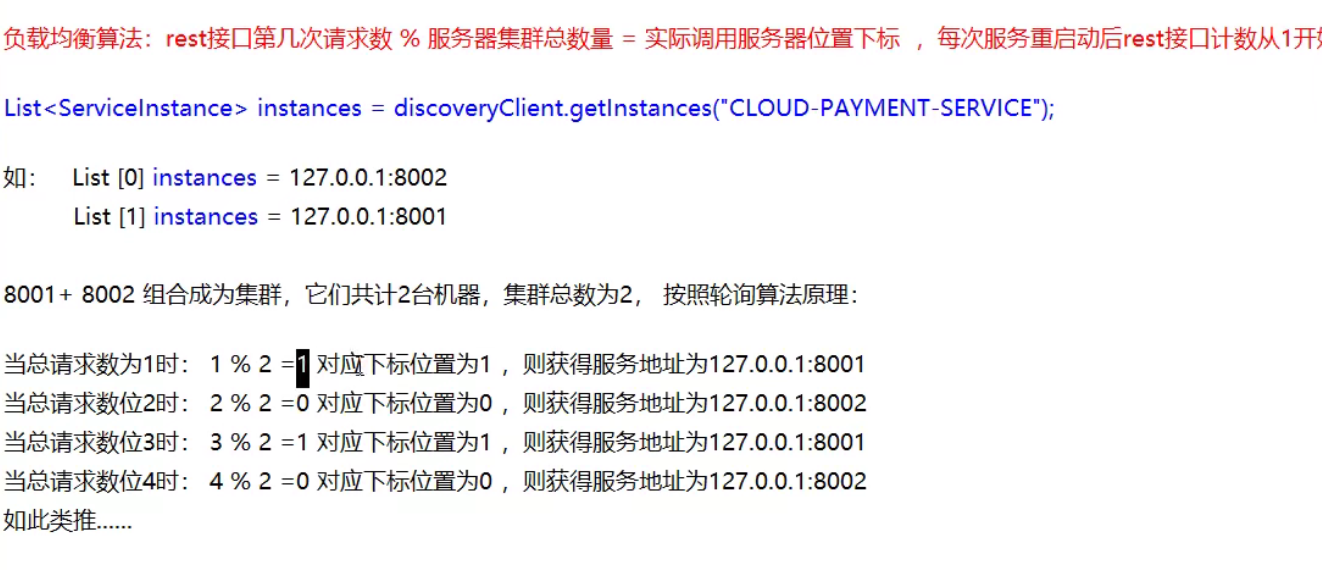 负载均衡算法：rest接口第几次请求数 % 服务器集群总数量 = 实际调用服务器位置下标 ，每次服务重启动后rest接口计数从1开
List<ServiceInstance> instances = discoveryClient.getInstances("CLOUD-PAYMENT-SERVICE");
如： List [0] instances = 127.0.0.1:8002
List [1] instances = 127.0.0.1:8001
8001+ 8002 组合成为集群，它们共计2台机器，集群总数为2， 按照轮询算法原理：
当总请求数为1时： 1 % 2 =1 对应下标位置为1 ，则获得服务地址为127.0.0.1:8001
当总请求数位2时： 2 % 2 =0 对应下标位置为0 ，则获得服务地址为127.0.0.1:8002
当总请求数位3时： 3 % 2 =1 对应下标位置为1 ，则获得服务地址为127.0.0.1:8001
当总请求数位4时： 4 % 2 =0 对应下标位置为0 ，则获得服务地址为127.0.0.1:8002
如此类推......